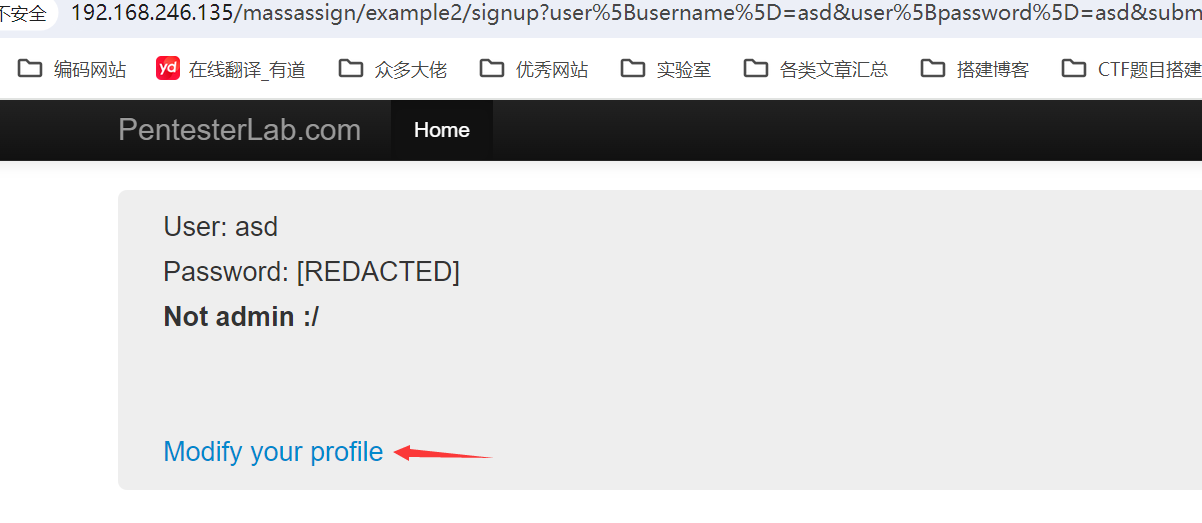 不安全 192.168.246.135/massassign/example2/signup?user%5Busername%5D=asd&user%5Bpassword%5D=asd&subm
编码网站 yd 在线翻译_有道 众多大佬 优秀网站 实验室 各类文章汇总 搭建博客 CTF题目搭建
PentesterLab.com Home
User: asd
Password: [REDACTED]
Not admin :/
Modify your profile